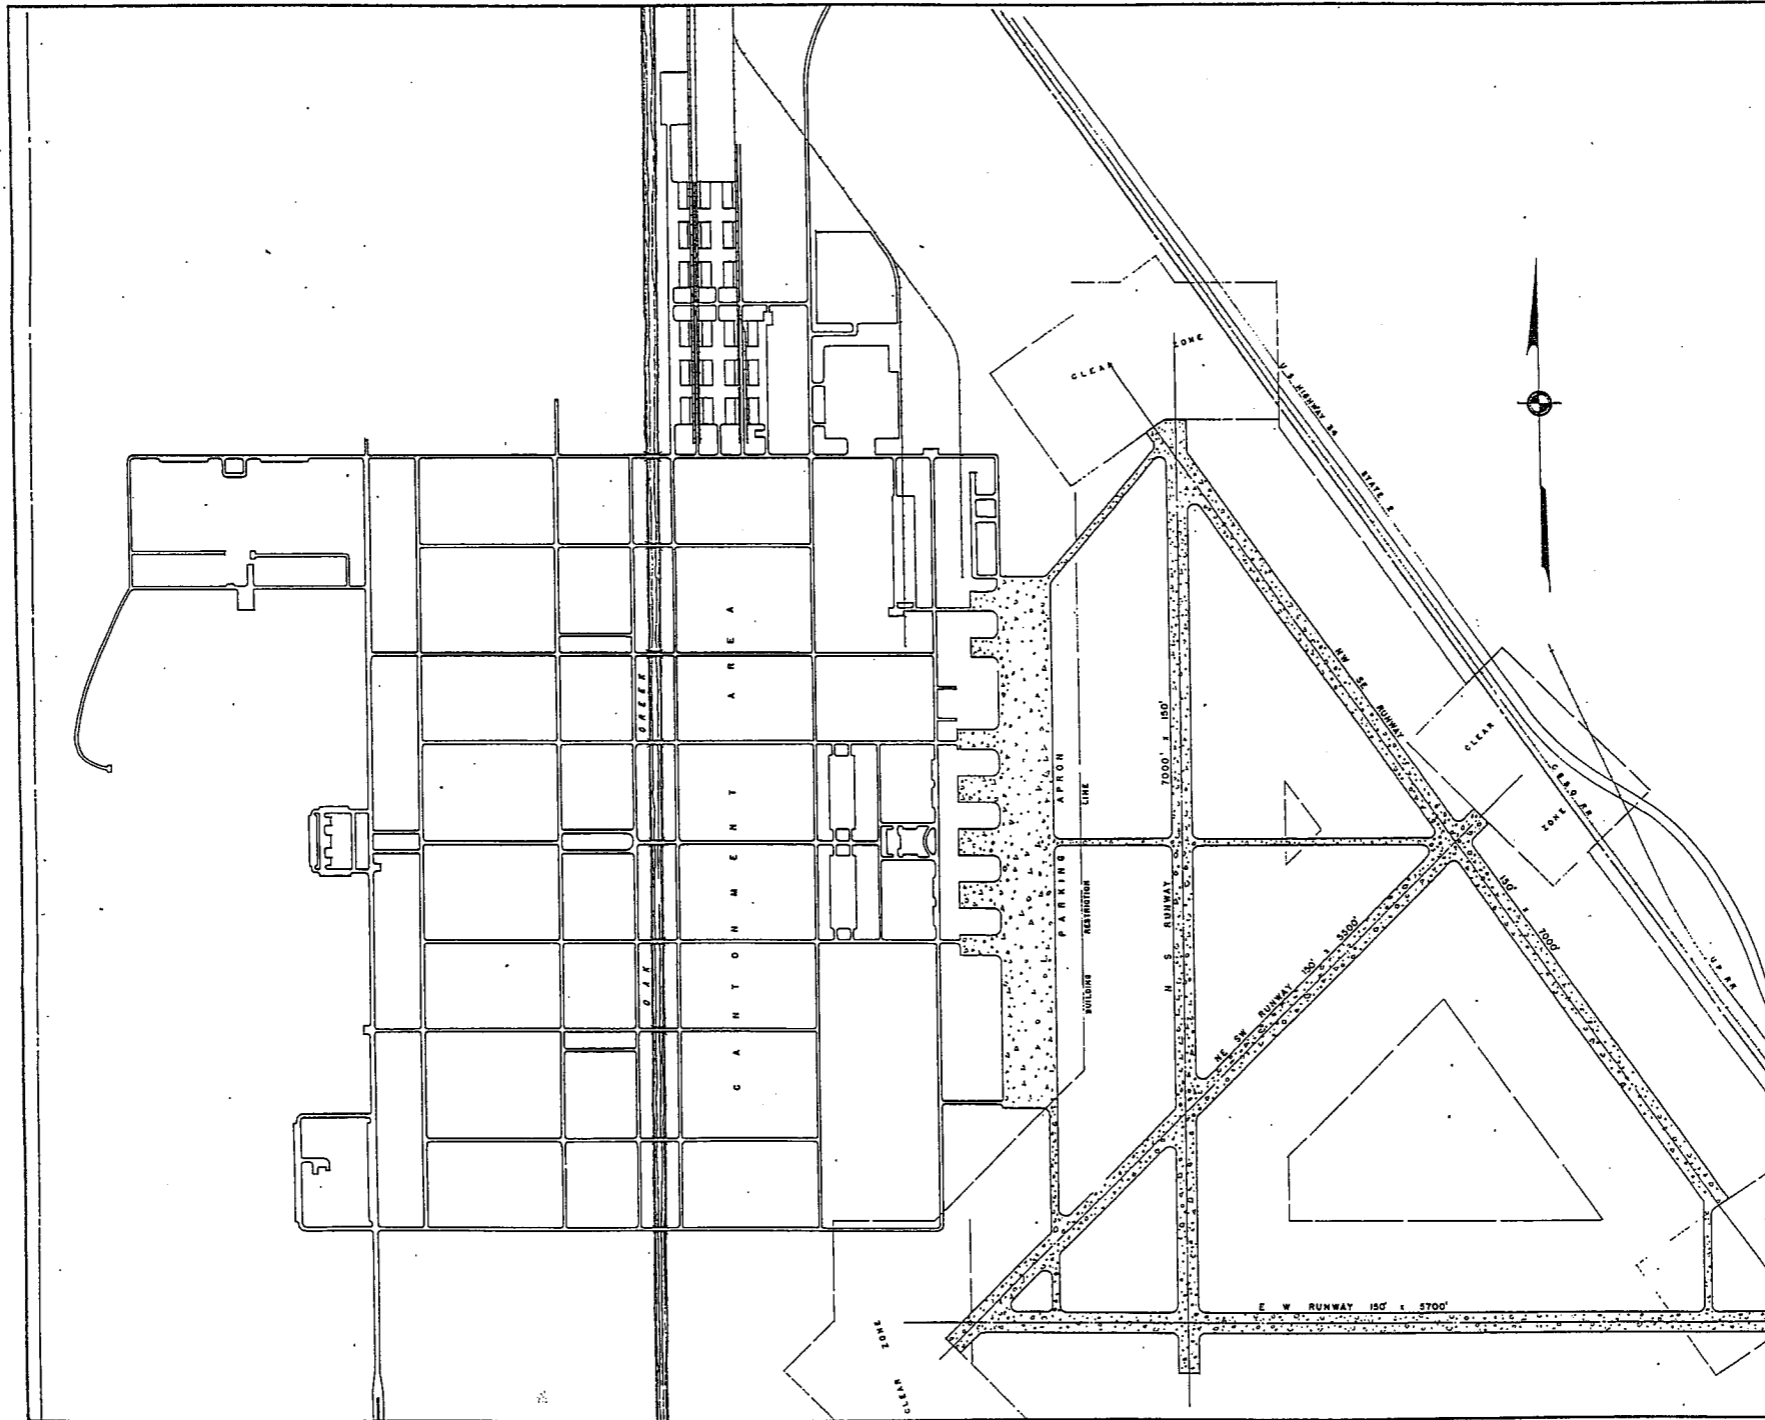 CLEAR ZONE
U.S. HIGHWAY 34
STATE 2
NW SE RUNWAY
150' x 7000'
CLEAR
ZONE
C.B.&Q. RR
UP RR
OAK CREEK
CANTONMENT AREA
PARKING APRON
BUILDING RESTRICTION LINE
N S RUNWAY 7000' x 150'
NE SW RUNWAY 150' x 5500'
E W RUNWAY 150' x 5700'
CLEAR ZONE